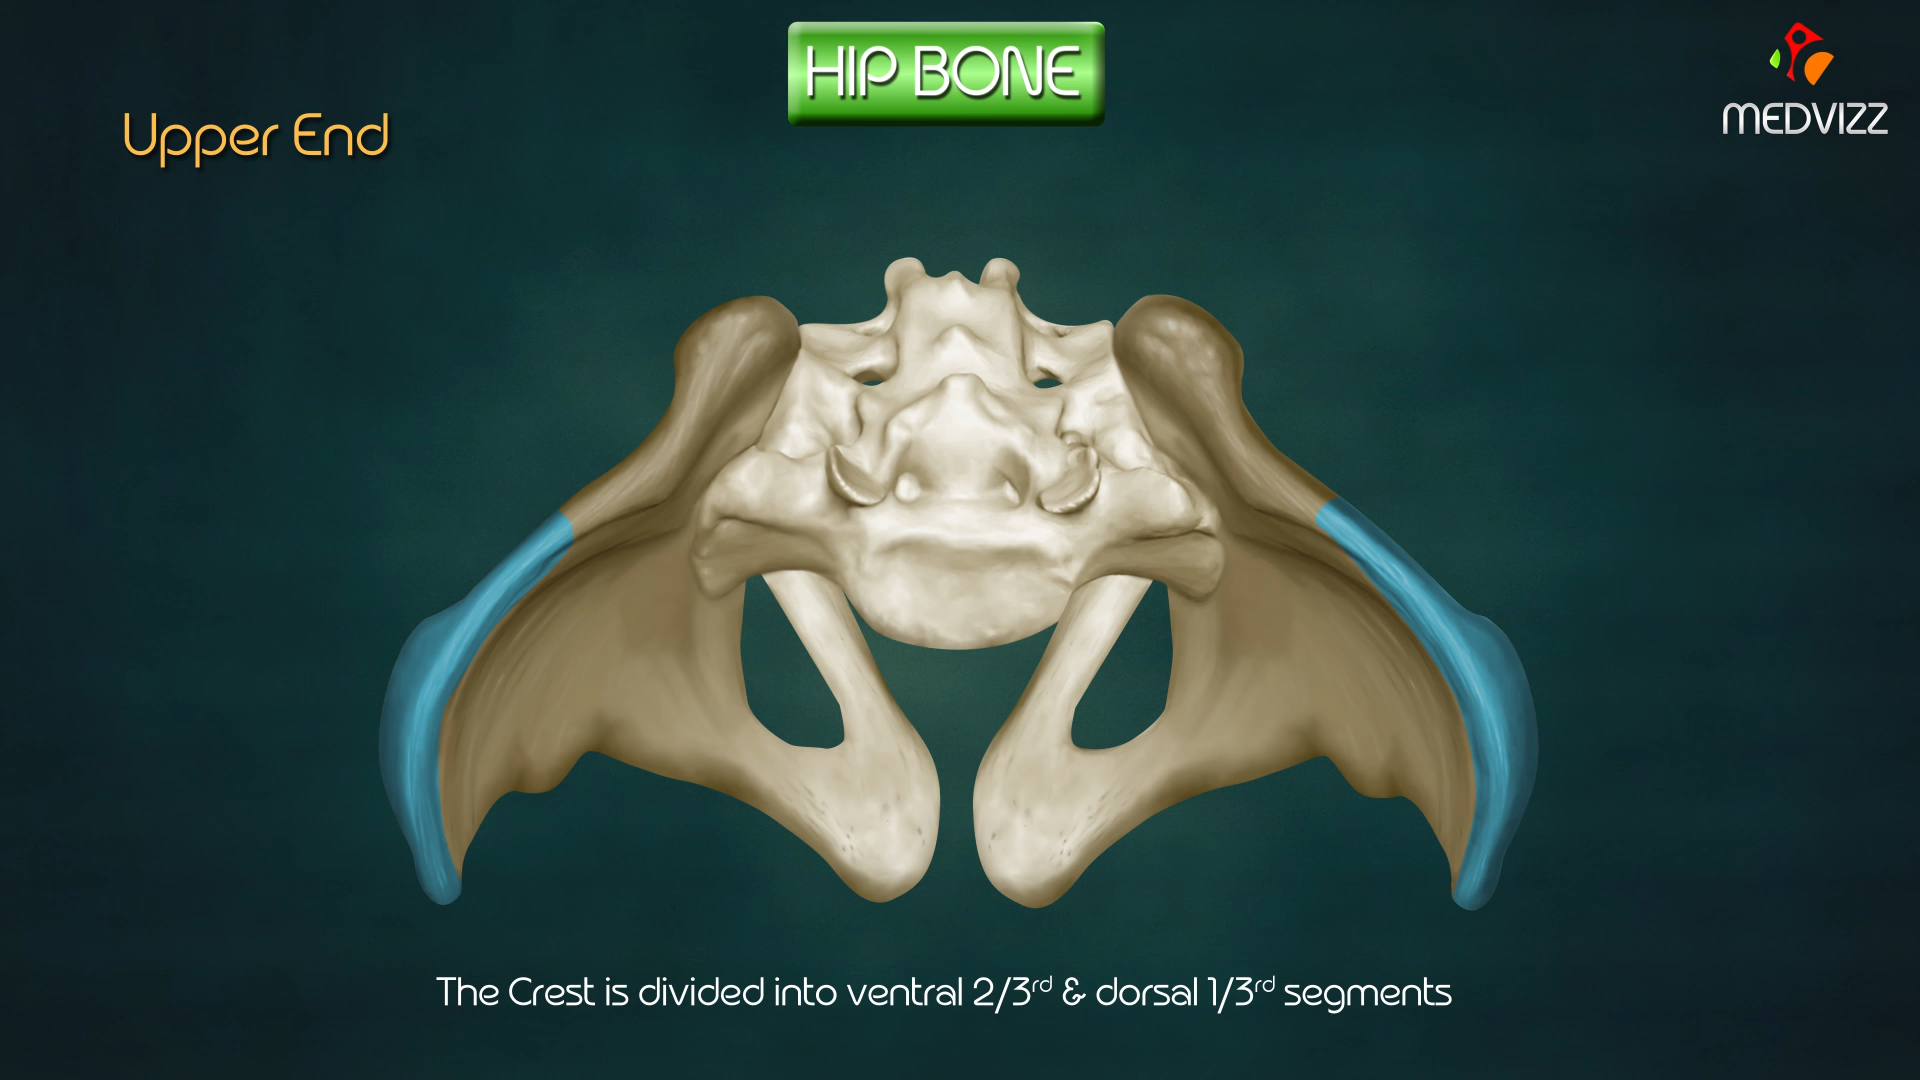 HIP BONE
MEDVIZZ
Upper End
The Crest is divided into ventral 2/3rd & dorsal 1/3rd segments